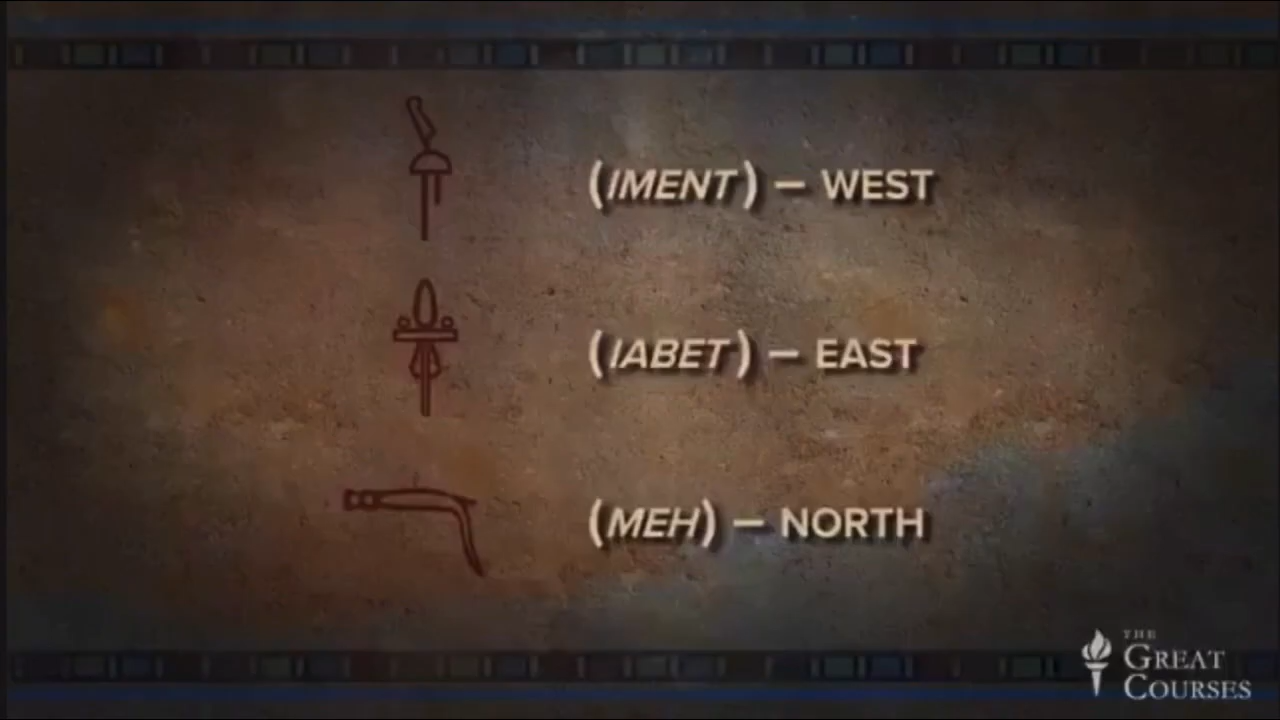 (IMENT) – WEST
(IABET) – EAST
(MEH) – NORTH
THE
GREAT
COURSES